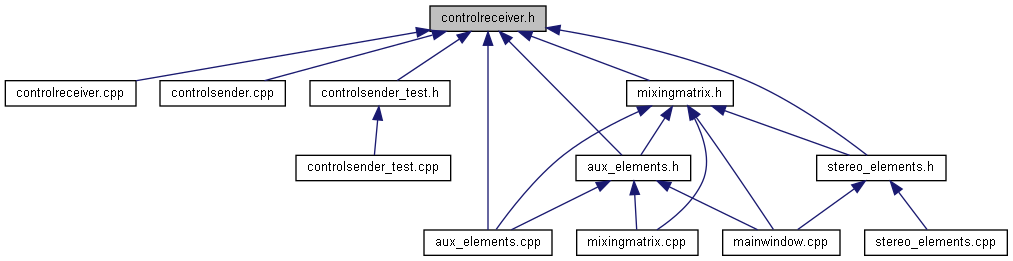 controlreceiver.h
controlreceiver.cpp
controlsender.cpp
controlsender_test.h
mixingmatrix.h
controlsender_test.cpp
aux_elements.h
stereo_elements.h
aux_elements.cpp
mixingmatrix.cpp
mainwindow.cpp
stereo_elements.cpp